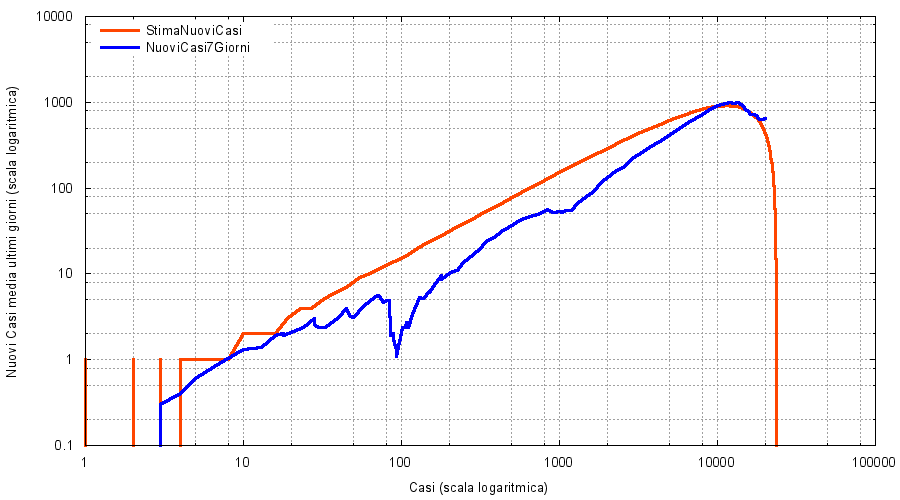 10000
StimaNuoviCasi
NuoviCasi7Giorni
1000
100
10
1
0.1
Nuovi Casi media ultimi giorni (scala logaritmica)
1 10 100 1000 10000 100000
Casi (scala logaritmica)